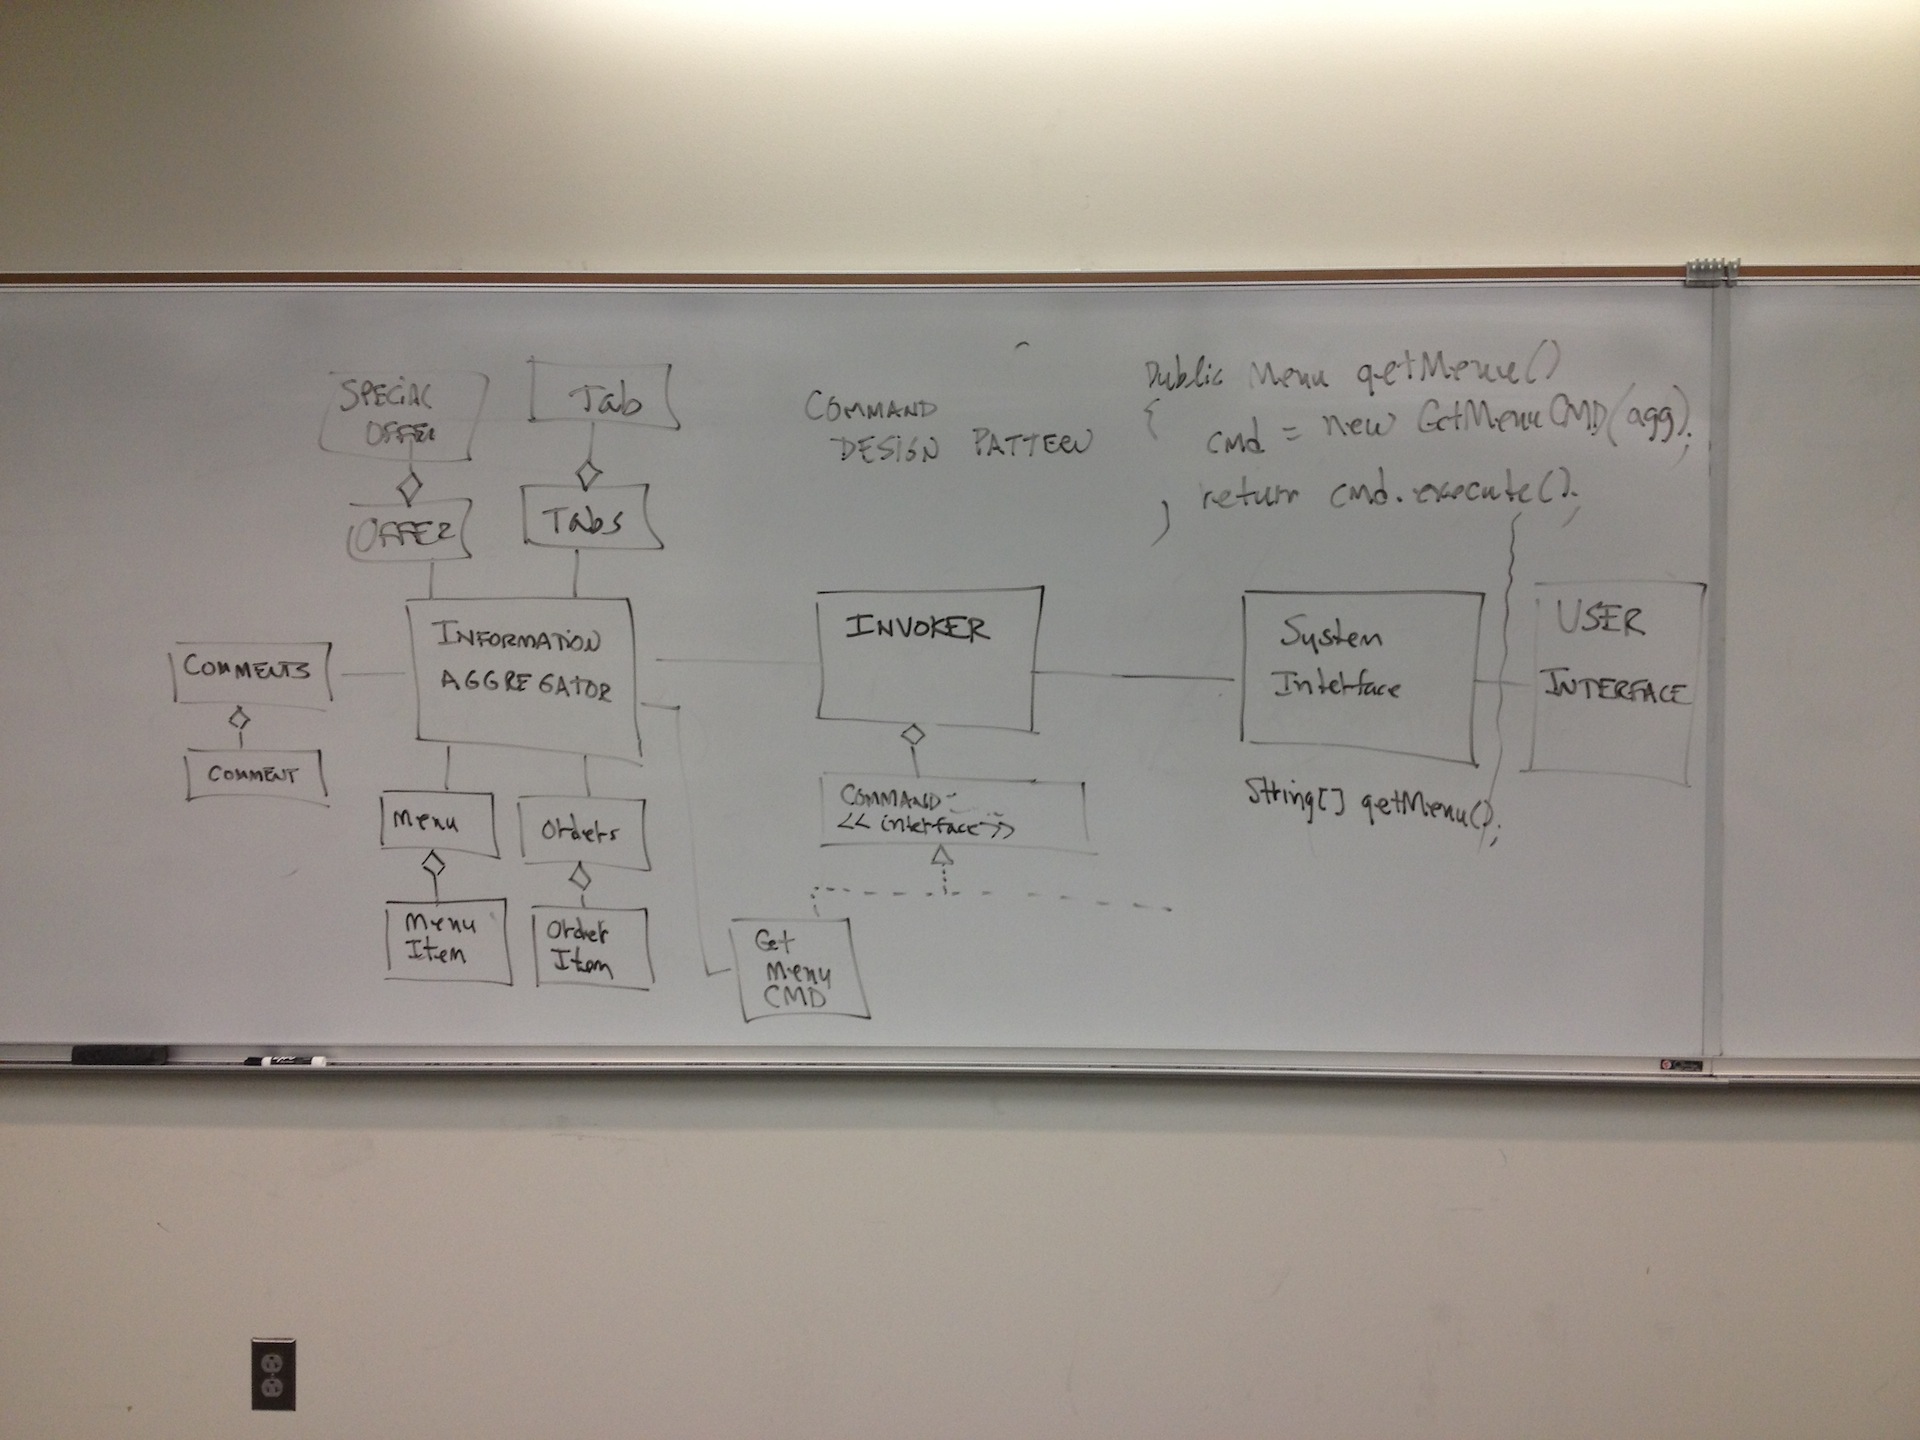 SPECIAL
OFFER
Tab
COMMAND
DESIGN PATTERN
Public Menu getMenu()
{
cmd = new GetMenuCMD(agg);
return cmd.execute();
}
OFFER
Tabs
COMMENTS
INFORMATION
AGGREGATOR
INVOKER
System
Interface
USER
INTERFACE
COMMENT
Menu
Orders
COMMAND
<< interface >>
String[] getMenu();
Menu
Item
Order
Item
Get
Menu
CMD